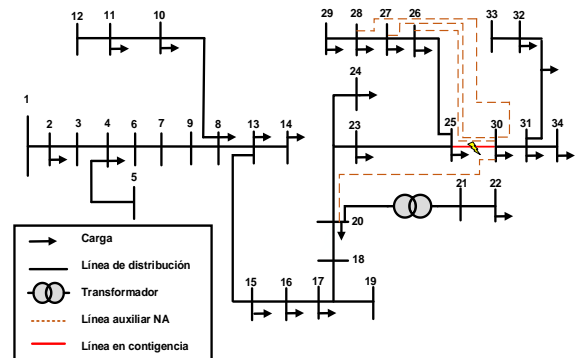 29 28 27 26 33 32
12 11 10
24
1
25 30 31 34
23
2 3 4 6 7 9 8 13 14
5
21 22
20
18
15 16 17 19
Carga
Línea de distribución
Transformador
Línea auxiliar NA
Línea en contigencia